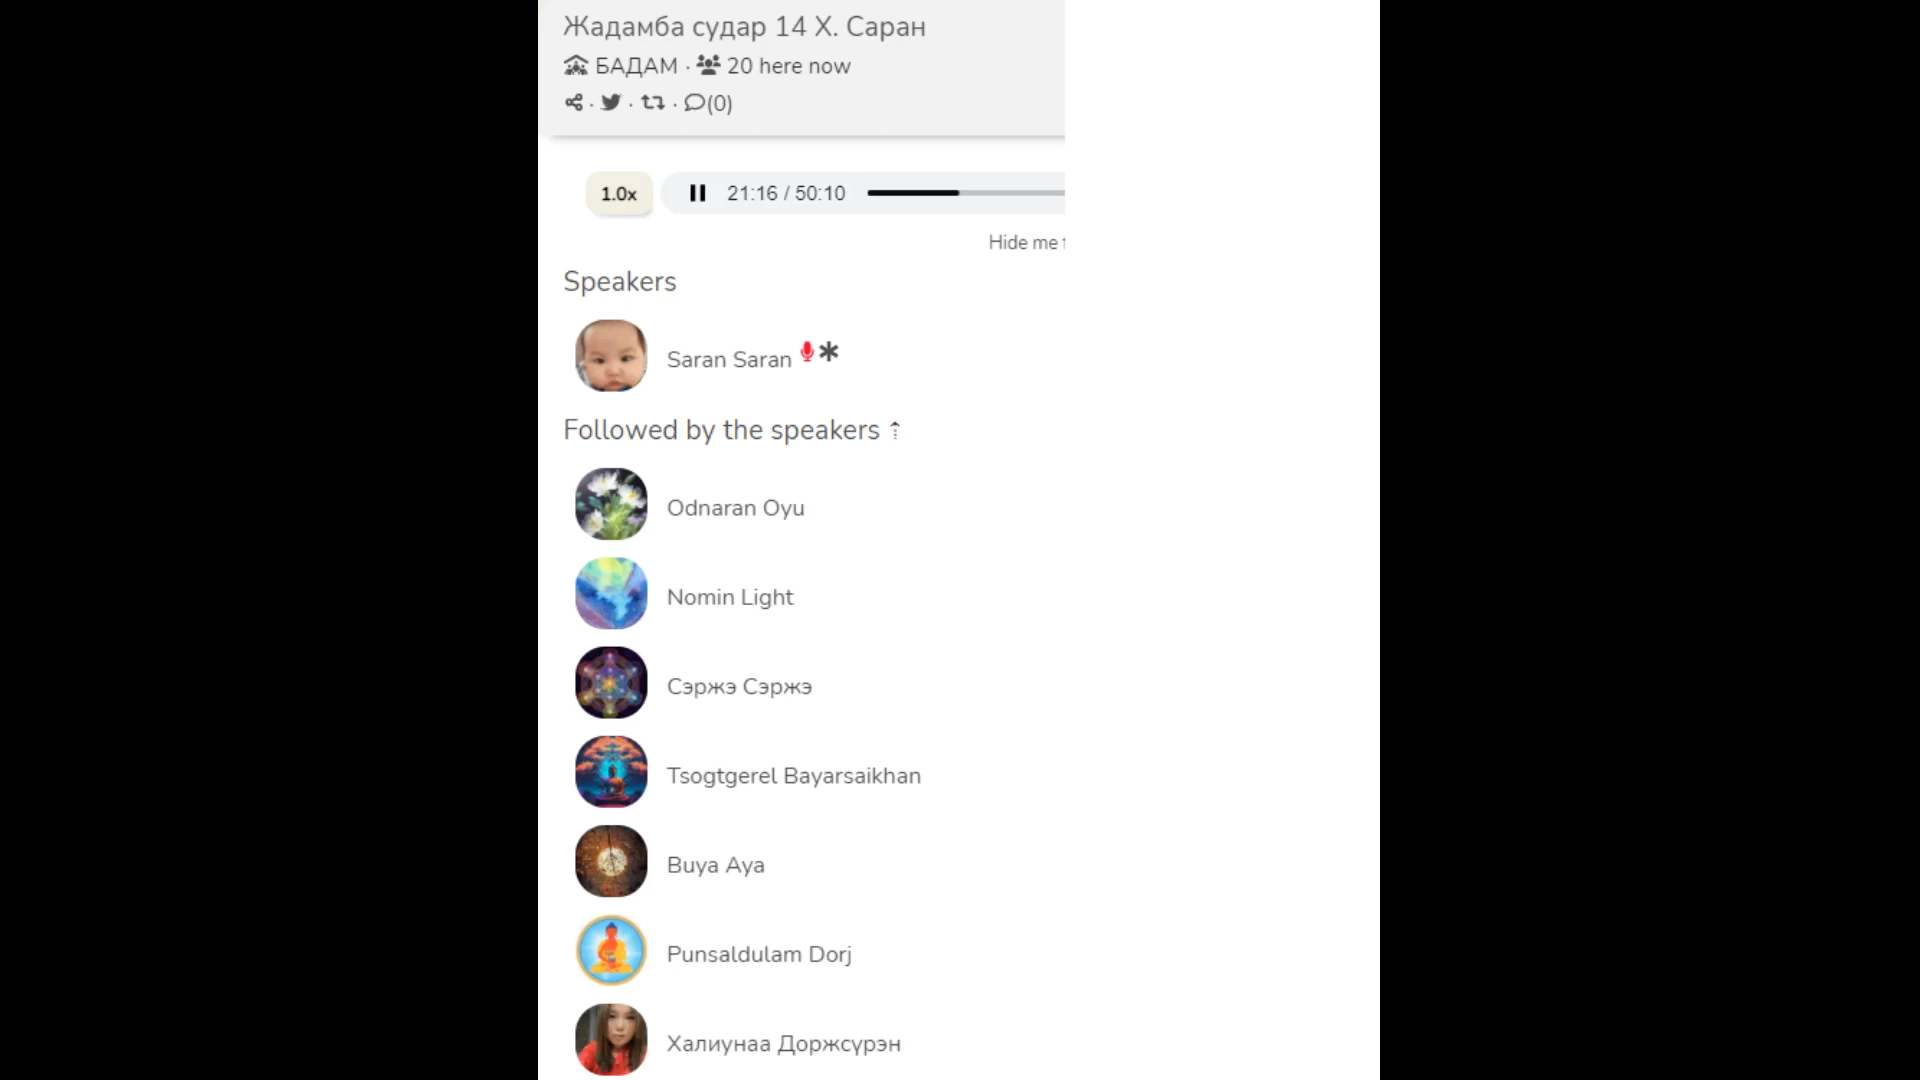 Жадамба судар 14 Х. Саран
БАДАМ · 20 here now
· · · (0)
1.0x 21:16 / 50:10
Hide me
Speakers
Saran Saran
Followed by the speakers
Odnaran Oyu
Nomin Light
Сэржэ Сэржэ
Tsogtgerel Bayarsaikhan
Buya Aya
Punsaldulam Dorj
Халиунаа Доржсүрэн